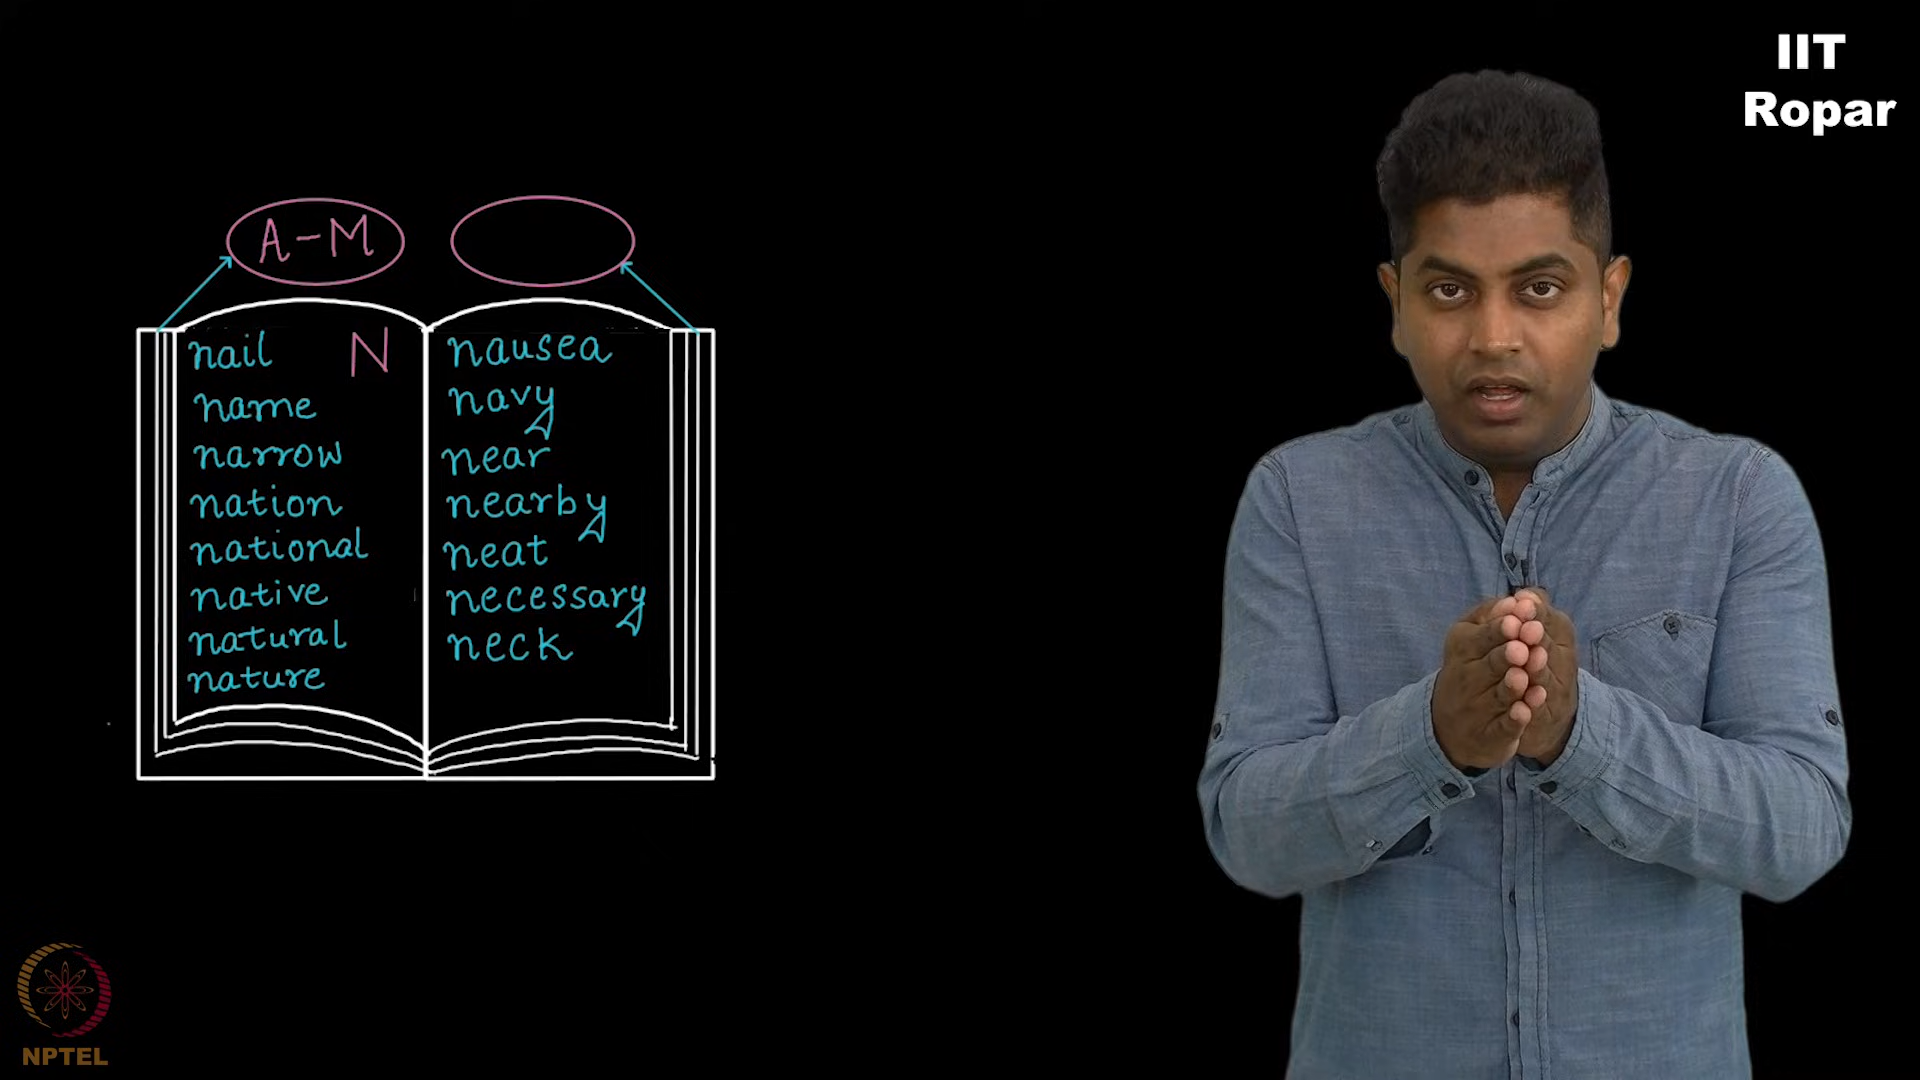 IIT
Ropar
A-M
N
nail
name
narrow
nation
national
native
natural
nature
nausea
navy
near
nearby
neat
necessary
neck
NPTEL